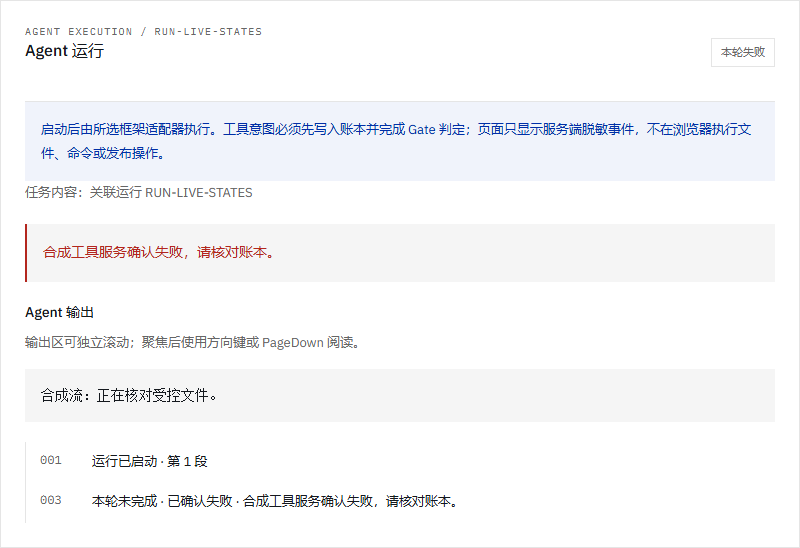 AGENT EXECUTION / RUN-LIVE-STATES
Agent 运行
本轮失败
启动后由所选框架适配器执行。工具意图必须先写入账本并完成 Gate 判定；页面只显示服务端脱敏事件，不在浏览器执行文
件、命令或发布操作。
任务内容：关联运行 RUN-LIVE-STATES
合成工具服务确认失败，请核对账本。
Agent 输出
输出区可独立滚动；聚焦后使用方向键或 PageDown 阅读。
合成流：正在核对受控文件。
001 运行已启动 · 第 1 段
003 本轮未完成 · 已确认失败 · 合成工具服务确认失败，请核对账本。